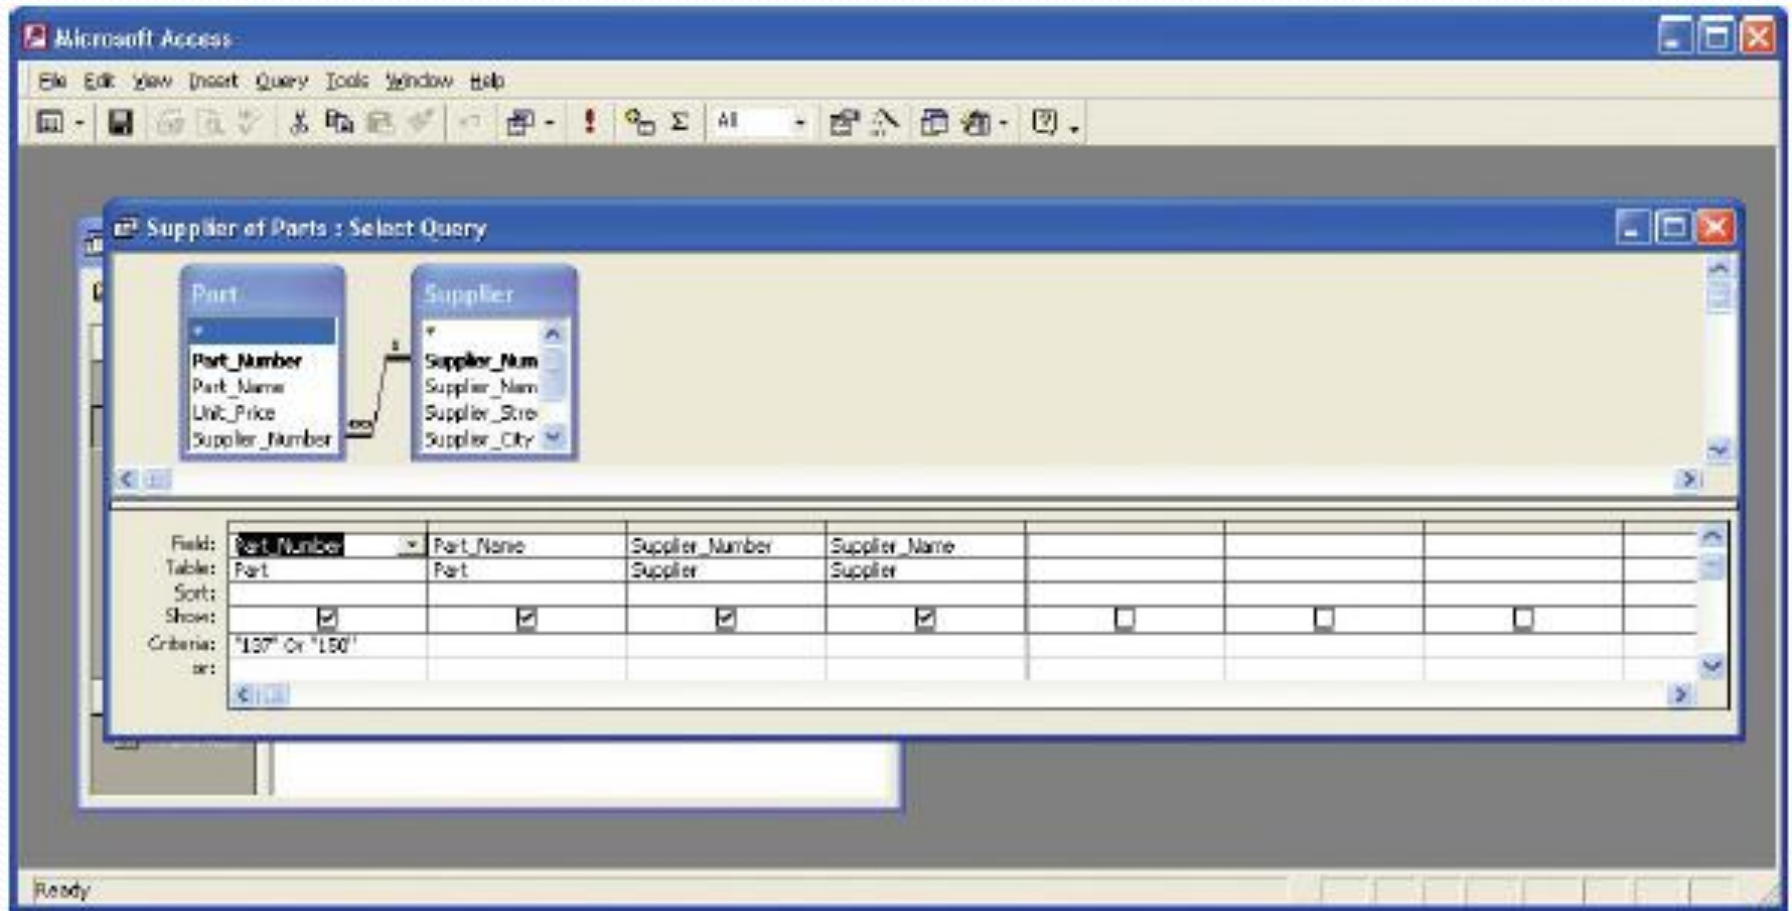 Microsoft Access
File Edit View Insert Query Tools Window Help
All
Supplier of Parts : Select Query
Part
*
Part_Number
Part_Name
Unit_Price
Supplier_Number
∞
1
Supplier
*
Supplier_Num
Supplier_Nam
Supplier_Stre
Supplier_City
Field: Part_Number Part_Name Supplier_Number Supplier_Name
Table: Part Part Supplier Supplier
Sort:
Show:
Criteria: "137" Or "150"
or:
Ready